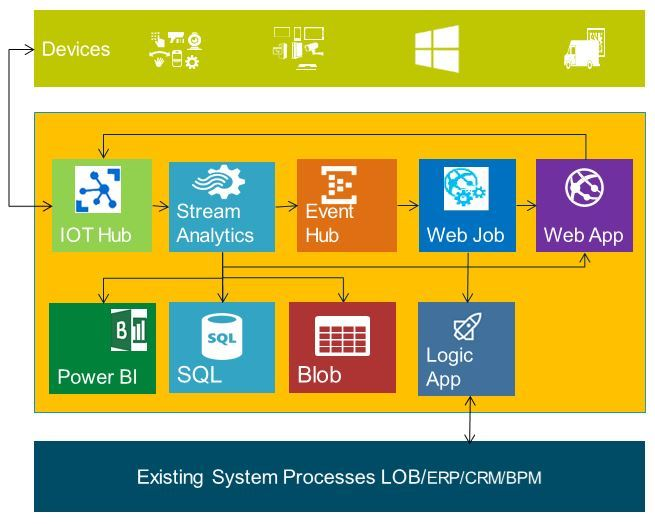 Devices
IOT Hub
Stream
Analytics
Event
Hub
Web Job
Web App
Power BI
SQL
SQL
Blob
Logic
App
Existing System Processes LOB/ERP/CRM/BPM